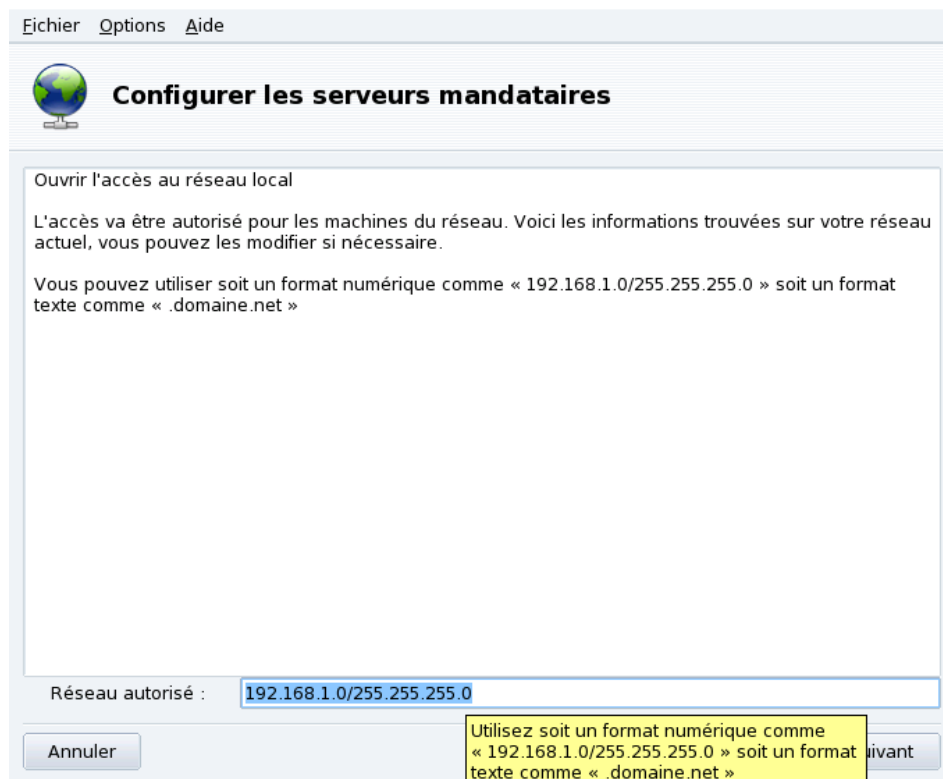 Fichier Options Aide
Configurer les serveurs mandataires
Ouvrir l'accès au réseau local
L'accès va être autorisé pour les machines du réseau. Voici les informations trouvées sur votre réseau
actuel, vous pouvez les modifier si nécessaire.
Vous pouvez utiliser soit un format numérique comme « 192.168.1.0/255.255.255.0 » soit un format
texte comme « .domaine.net »
Réseau autorisé :
192.168.1.0/255.255.255.0
Annuler
Utilisez soit un format numérique comme
« 192.168.1.0/255.255.255.0 » soit un format
texte comme « .domaine.net »